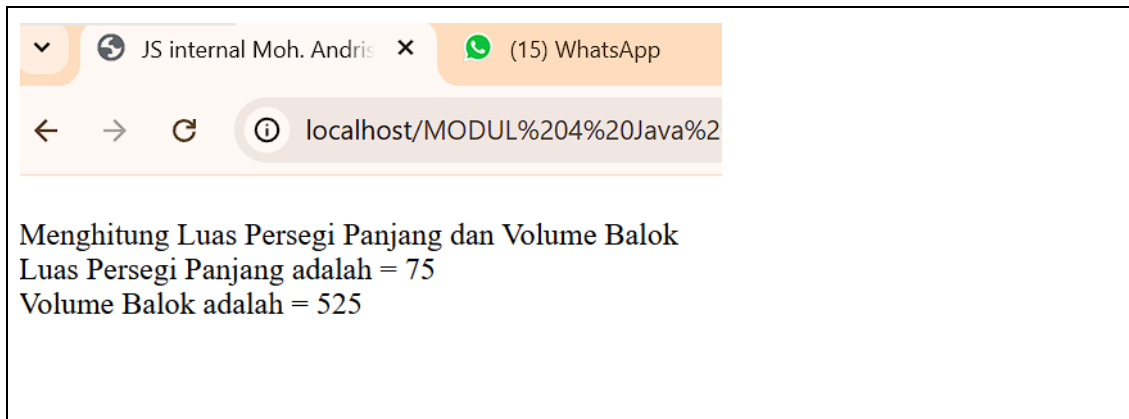 JS internal Moh. Andris (15) WhatsApp
localhost/MODUL%204%20Java%2
Menghitung Luas Persegi Panjang dan Volume Balok
Luas Persegi Panjang adalah = 75
Volume Balok adalah = 525